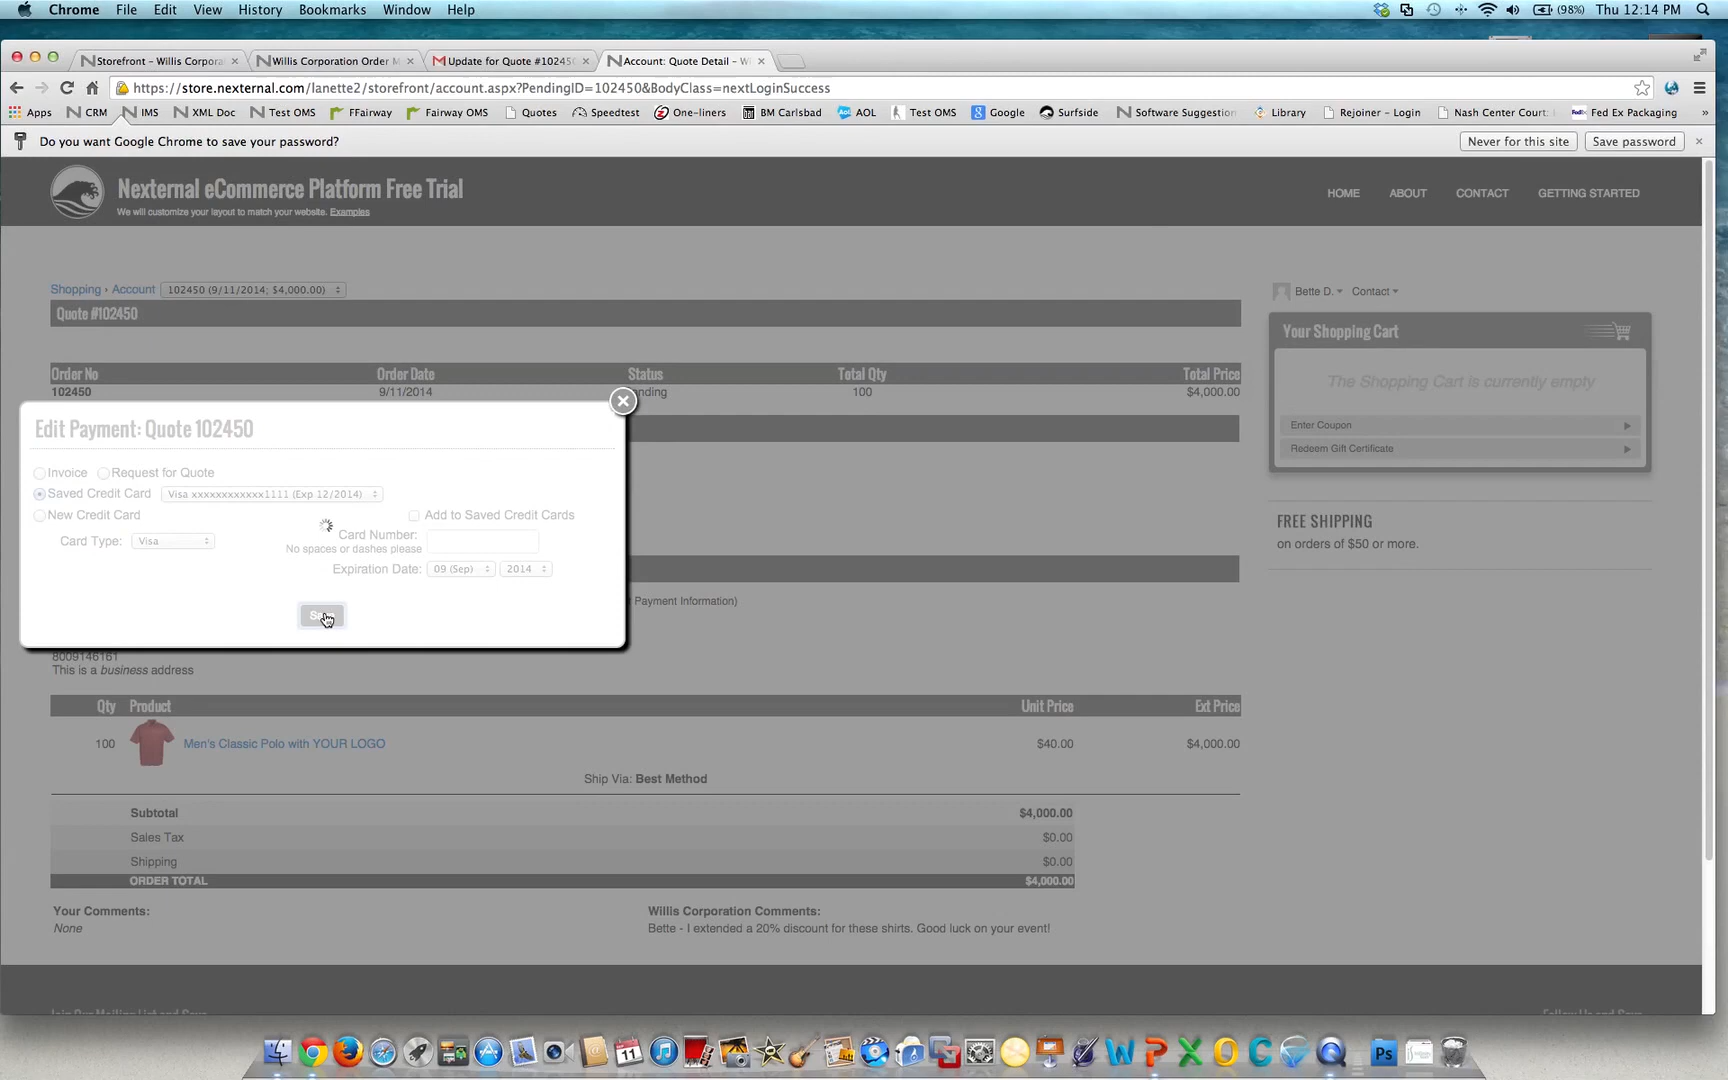 Chrome File Edit View History Bookmarks Window Help (98%) Thu 12:14 PM
Storefront – Willis Corpora Willis Corporation Order M Update for Quote #10245 Account: Quote Detail – W
https://store.nexternal.com/lanette2/storefront/account.aspx?PendingID=102450&BodyClass=nextLoginSuccess
Apps CRM IMS XML Doc Test OMS FFairway Fairway OMS Quotes Speedtest One-liners BM Carlsbad AOL Test OMS Google Surfside Software Suggestion Library Rejoiner – Login Nash Center Court: Fed Ex Packaging »
Do you want Google Chrome to save your password? Never for this site Save password
Nexternal eCommerce Platform Free Trial
We will customize your layout to match your website. Examples
HOME ABOUT CONTACT GETTING STARTED
Shopping › Account 102450 (9/11/2014; $4,000.00)
Bette D. Contact
Quote #102450
Your Shopping Cart
Order No Order Date Status Total Qty Total Price
102450 9/11/2014 nding 100 $4,000.00
The Shopping Cart is currently empty
Enter Coupon
Redeem Gift Certificate
Edit Payment: Quote 102450
Invoice Request for Quote
Saved Credit Card Visa xxxxxxxxxxxx1111 (Exp 12/2014)
New Credit Card Add to Saved Credit Cards
Card Type: Visa Card Number:
No spaces or dashes please
Expiration Date: 09 (Sep) 2014
FREE SHIPPING
on orders of $50 or more.
Payment Information)
8009146161
This is a business address
Qty Product Unit Price Ext Price
100 Men's Classic Polo with YOUR LOGO $40.00 $4,000.00
Ship Via: Best Method
Subtotal $4,000.00
Sales Tax $0.00
Shipping $0.00
ORDER TOTAL $4,000.00
Your Comments: Willis Corporation Comments:
None Bette - I extended a 20% discount for these shirts. Good luck on your event!